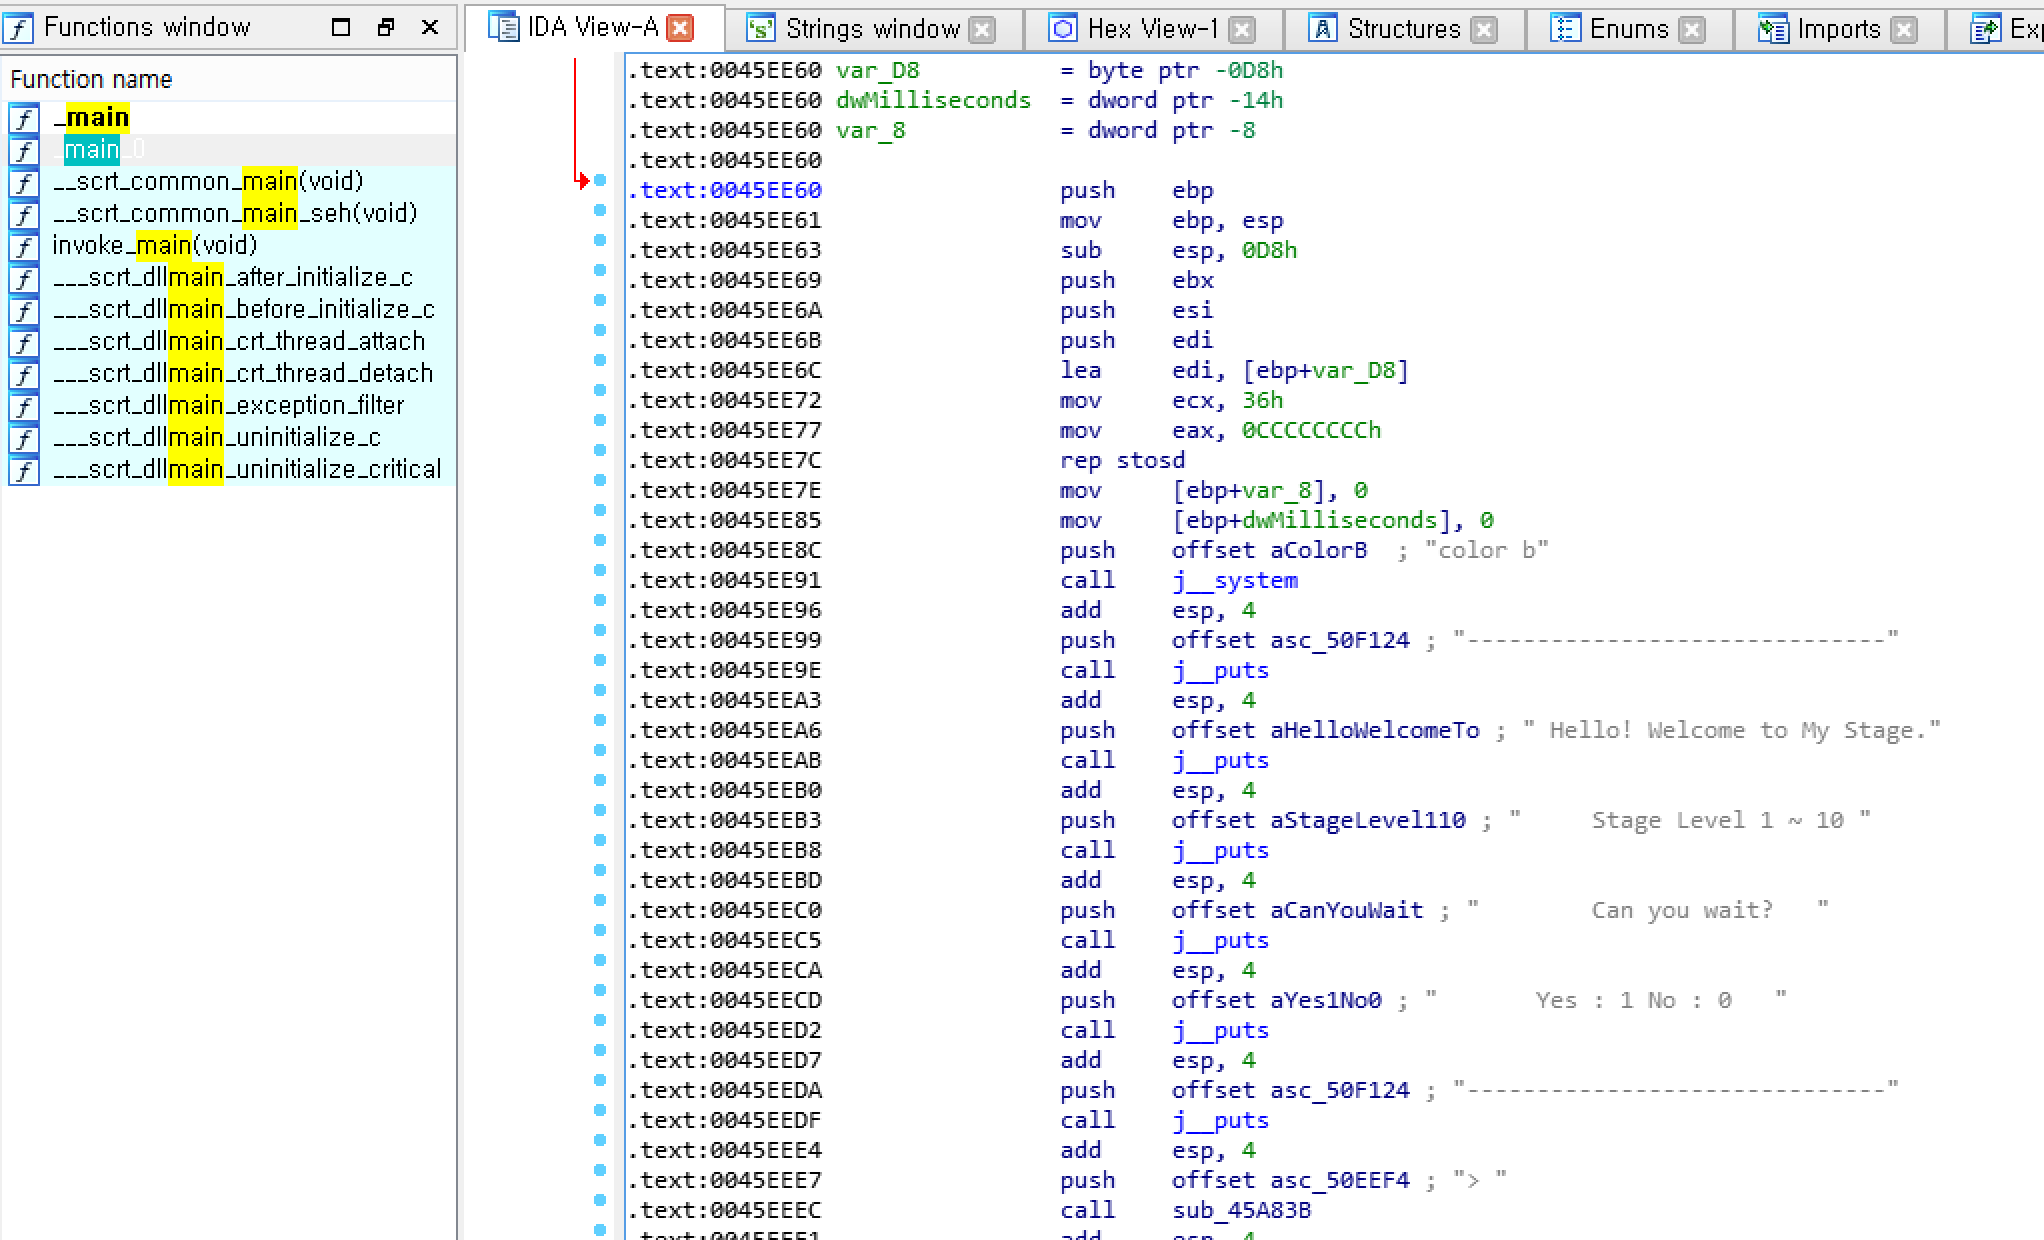 Functions window
IDA View-A
Strings window
Hex View-1
Structures
Enums
Imports
Function name
_main
_main_0
__scrt_common_main(void)
__scrt_common_main_seh(void)
invoke_main(void)
___scrt_dllmain_after_initialize_c
___scrt_dllmain_before_initialize_c
___scrt_dllmain_crt_thread_attach
___scrt_dllmain_crt_thread_detach
___scrt_dllmain_exception_filter
___scrt_dllmain_uninitialize_c
___scrt_dllmain_uninitialize_critical
.text:0045EE60 var_D8 = byte ptr -0D8h
.text:0045EE60 dwMilliseconds = dword ptr -14h
.text:0045EE60 var_8 = dword ptr -8
.text:0045EE60
.text:0045EE60 push ebp
.text:0045EE61 mov ebp, esp
.text:0045EE63 sub esp, 0D8h
.text:0045EE69 push ebx
.text:0045EE6A push esi
.text:0045EE6B push edi
.text:0045EE6C lea edi, [ebp+var_D8]
.text:0045EE72 mov ecx, 36h
.text:0045EE77 mov eax, 0CCCCCCCCh
.text:0045EE7C rep stosd
.text:0045EE7E mov [ebp+var_8], 0
.text:0045EE85 mov [ebp+dwMilliseconds], 0
.text:0045EE8C push offset aColorB ; "color b"
.text:0045EE91 call j__system
.text:0045EE96 add esp, 4
.text:0045EE99 push offset asc_50F124 ; "------------------------------"
.text:0045EE9E call j__puts
.text:0045EEA3 add esp, 4
.text:0045EEA6 push offset aHelloWelcomeTo ; " Hello! Welcome to My Stage."
.text:0045EEAB call j__puts
.text:0045EEB0 add esp, 4
.text:0045EEB3 push offset aStageLevel110 ; "     Stage Level 1 ~ 10 "
.text:0045EEB8 call j__puts
.text:0045EEBD add esp, 4
.text:0045EEC0 push offset aCanYouWait ; "        Can you wait?   "
.text:0045EEC5 call j__puts
.text:0045EECA add esp, 4
.text:0045EECD push offset aYes1No0 ; "       Yes : 1 No : 0   "
.text:0045EED2 call j__puts
.text:0045EED7 add esp, 4
.text:0045EEDA push offset asc_50F124 ; "------------------------------"
.text:0045EEDF call j__puts
.text:0045EEE4 add esp, 4
.text:0045EEE7 push offset asc_50EEF4 ; "> "
.text:0045EEEC call sub_45A83B